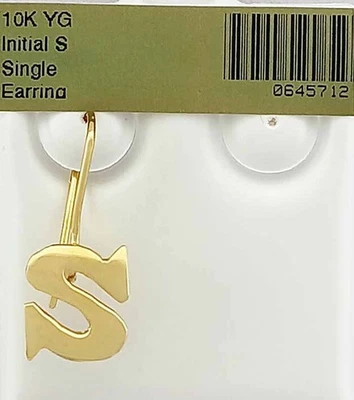 10K YG
Initial S
Single
Earring
0645712
S